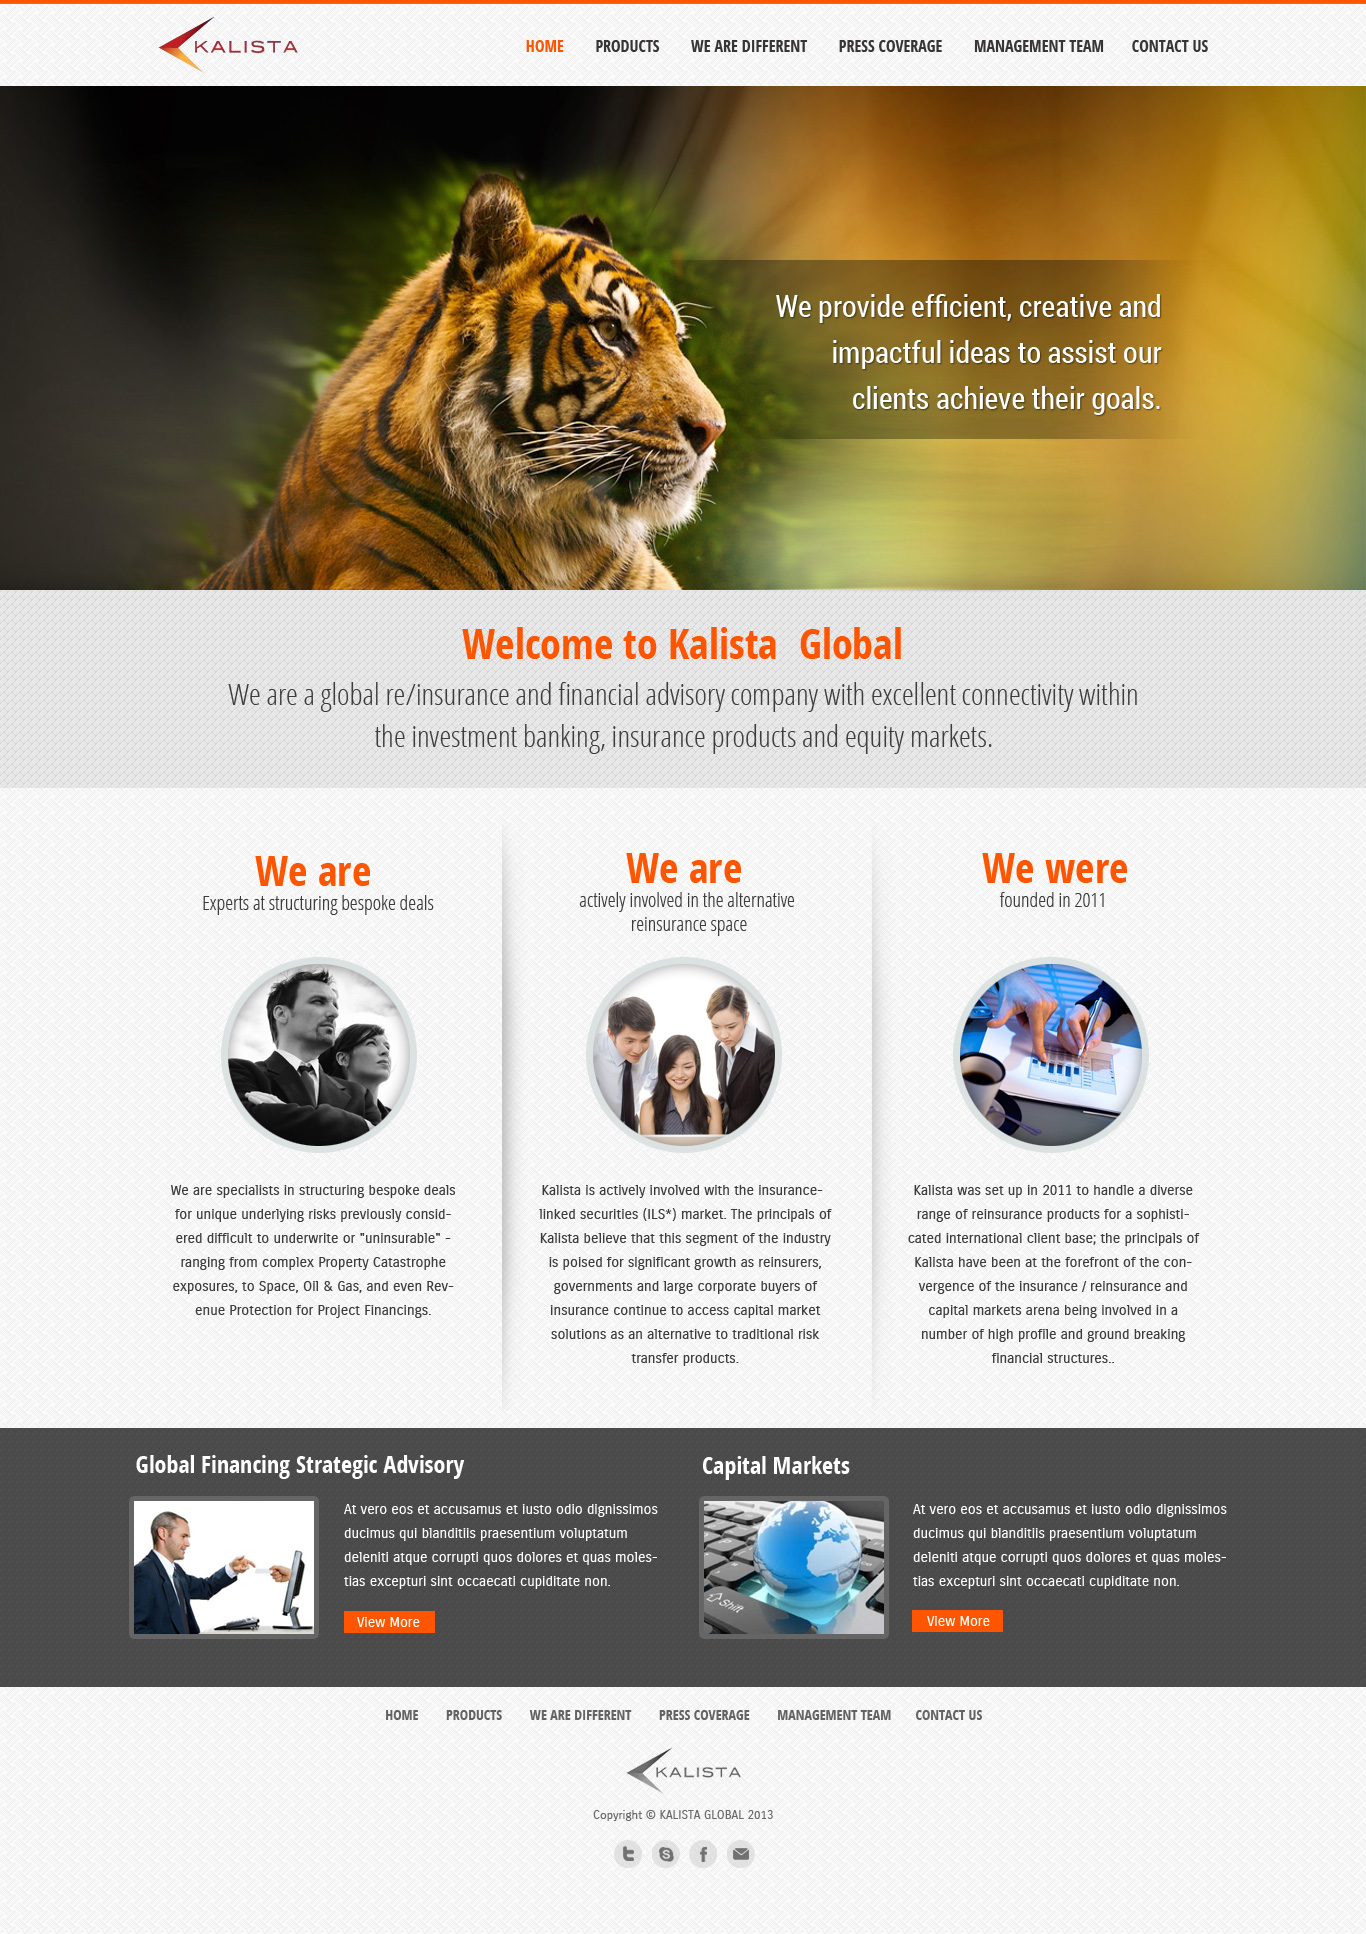 KALISTA
HOME PRODUCTS WE ARE DIFFERENT PRESS COVERAGE MANAGEMENT TEAM CONTACT US
We provide efficient, creative and
impactful ideas to assist our
clients achieve their goals.
Welcome to Kalista Global
We are a global re/insurance and financial advisory company with excellent connectivity within
the investment banking, insurance products and equity markets.
We are
Experts at structuring bespoke deals
We are specialists in structuring bespoke deals
for unique underlying risks previously consid-
ered difficult to underwrite or "uninsurable" -
ranging from complex Property Catastrophe
exposures, to Space, Oil & Gas, and even Rev-
enue Protection for Project Financings.
We are
actively involved in the alternative
reinsurance space
Kalista is actively involved with the insurance-
linked securities (ILS*) market. The principals of
Kalista believe that this segment of the industry
is poised for significant growth as reinsurers,
governments and large corporate buyers of
insurance continue to access capital market
solutions as an alternative to traditional risk
transfer products.
We were
founded in 2011
Kalista was set up in 2011 to handle a diverse
range of reinsurance products for a sophisti-
cated international client base; the principals of
Kalista have been at the forefront of the con-
vergence of the insurance / reinsurance and
capital markets arena being involved in a
number of high profile and ground breaking
financial structures..
Global Financing Strategic Advisory
At vero eos et accusamus et iusto odio dignissimos
ducimus qui blanditiis praesentium voluptatum
deleniti atque corrupti quos dolores et quas moles-
tias excepturi sint occaecati cupiditate non.
View More
Capital Markets
Shift
At vero eos et accusamus et iusto odio dignissimos
ducimus qui blanditiis praesentium voluptatum
deleniti atque corrupti quos dolores et quas moles-
tias excepturi sint occaecati cupiditate non.
View More
HOME PRODUCTS WE ARE DIFFERENT PRESS COVERAGE MANAGEMENT TEAM CONTACT US
KALISTA
Copyright © KALISTA GLOBAL 2013